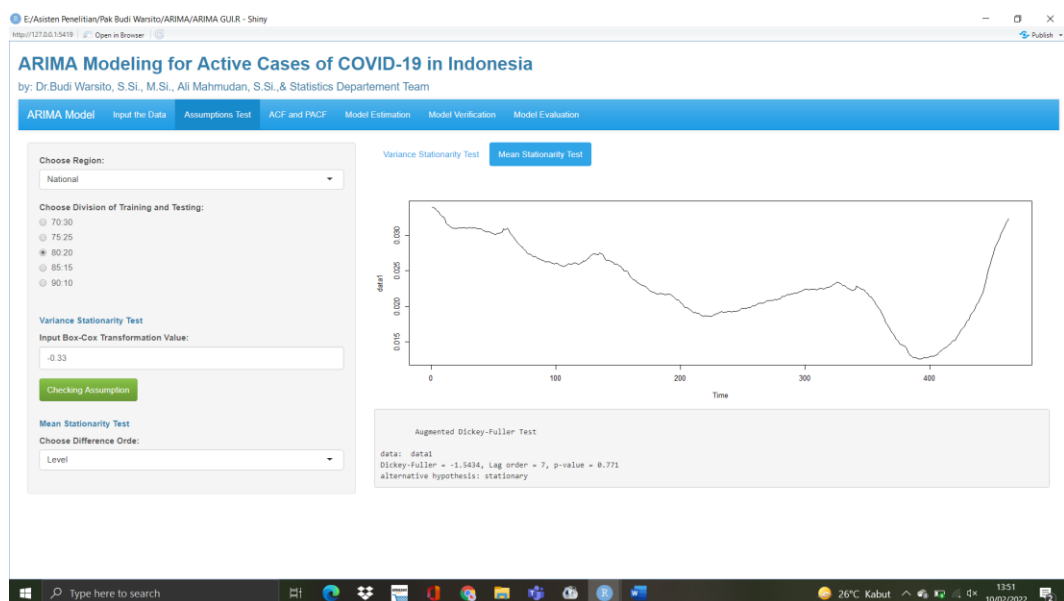 E:/Asisten Penelitian/Pak Budi Warsito/ARIMA/ARIMA GUI.R - Shiny
http://127.0.0.1:5419 Open in Browser
Publish
ARIMA Modeling for Active Cases of COVID-19 in Indonesia
by: Dr.Budi Warsito, S.Si., M.Si., Ali Mahmudan, S.Si.,& Statistics Departement Team
ARIMA Model Input the Data Assumptions Test ACF and PACF Model Estimation Model Verification Model Evaluation
Choose Region:
National
Choose Division of Training and Testing:
70:30
75:25
80:20
85:15
90:10
Variance Stationarity Test
Input Box-Cox Transformation Value:
-0.33
Checking Assumption
Mean Stationarity Test
Choose Difference Orde:
Level
Variance Stationarity Test Mean Stationarity Test
data1
0.030
0.025
0.020
0.015
0 100 200 300 400
Time
Augmented Dickey-Fuller Test
data: data1
Dickey-Fuller = -1.5434, Lag order = 7, p-value = 0.771
alternative hypothesis: stationary
Type here to search
26°C Kabut
13:51
10/02/2022